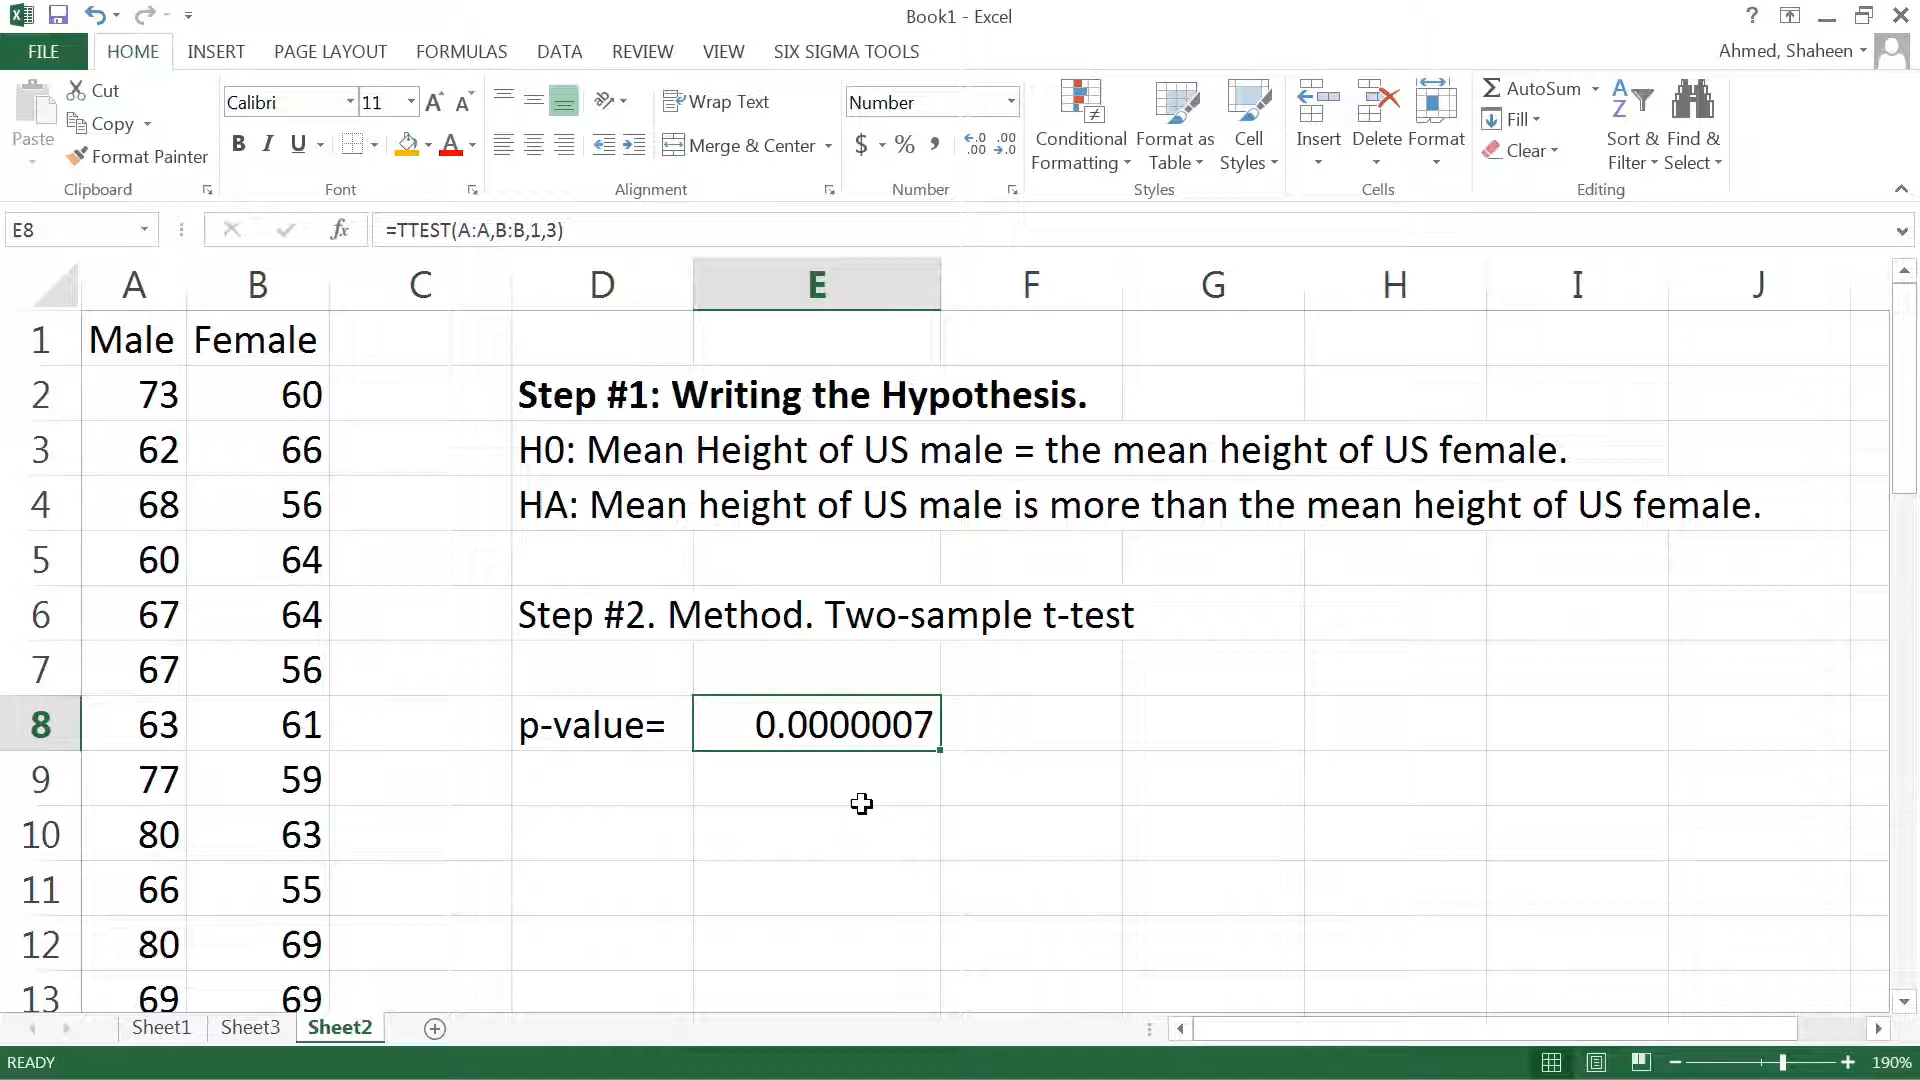 Book1 - Excel
?
FILE HOME INSERT PAGE LAYOUT FORMULAS DATA REVIEW VIEW SIX SIGMA TOOLS Ahmed, Shaheen
Paste
Cut
Copy
Format Painter
Clipboard
Calibri 11 A A
B I U A
Font
Wrap Text
Merge & Center
Alignment
Number
$ % , .0 .00 .00 .0
Number
Conditional Formatting
Format as Table
Cell Styles
Styles
Insert
Delete
Format
Cells
AutoSum
Fill
Clear
Sort & Filter
Find & Select
Editing
E8 fx =TTEST(A:A,B:B,1,3)
A B C D E F G H I J
1 Male Female
2 73 60 Step #1: Writing the Hypothesis.
3 62 66 H0: Mean Height of US male = the mean height of US female.
4 68 56 HA: Mean height of US male is more than the mean height of US female.
5 60 64
6 67 64 Step #2. Method. Two-sample t-test
7 67 56
8 63 61 p-value= 0.0000007
9 77 59
10 80 63
11 66 55
12 80 69
13 69 69
Sheet1 Sheet3 Sheet2
READY 190%